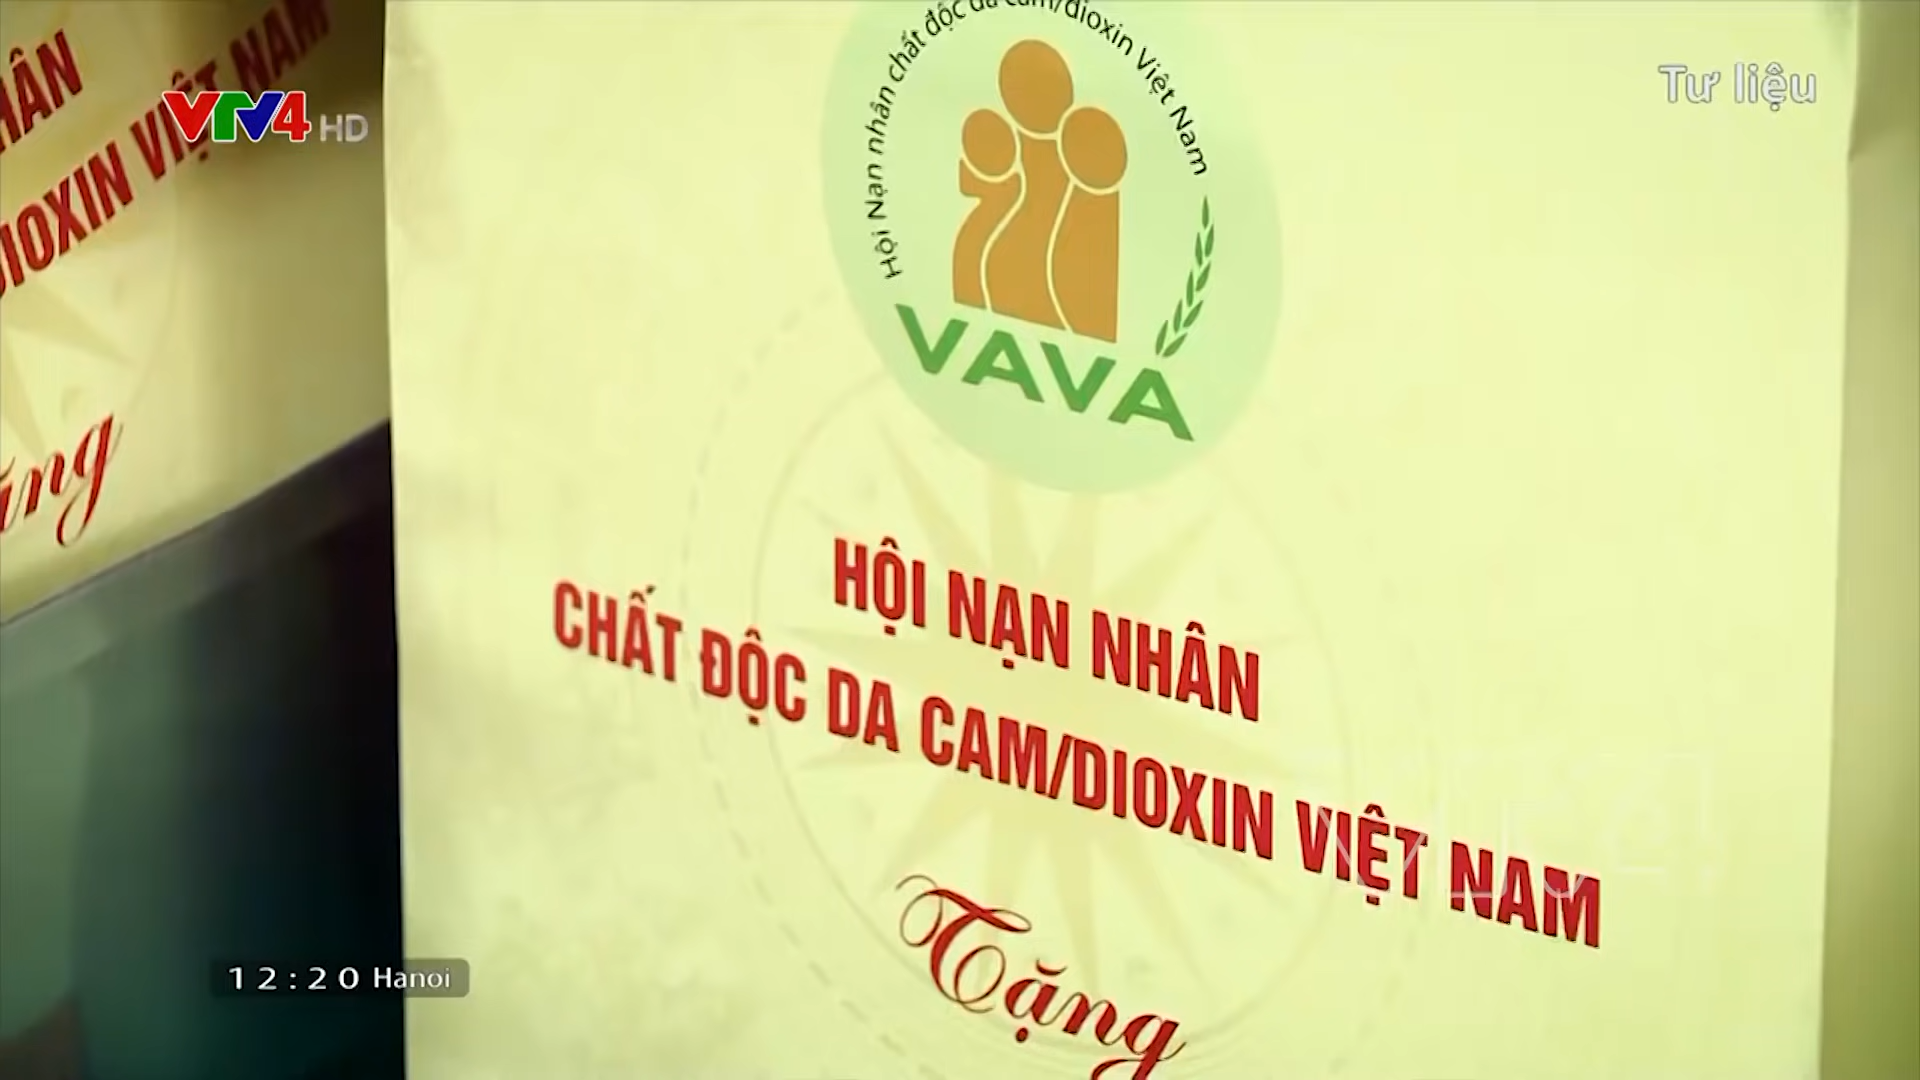 HÂN
DIOXIN VIỆT NAM
ặng
VTV4 HD
Tư liệu
Hội Nạn nhân chất độc da cam/dioxin Việt Nam
VAVA
HỘI NẠN NHÂN
CHẤT ĐỘC DA CAM/DIOXIN VIỆT NAM
Tặng
12:20 Hanoi